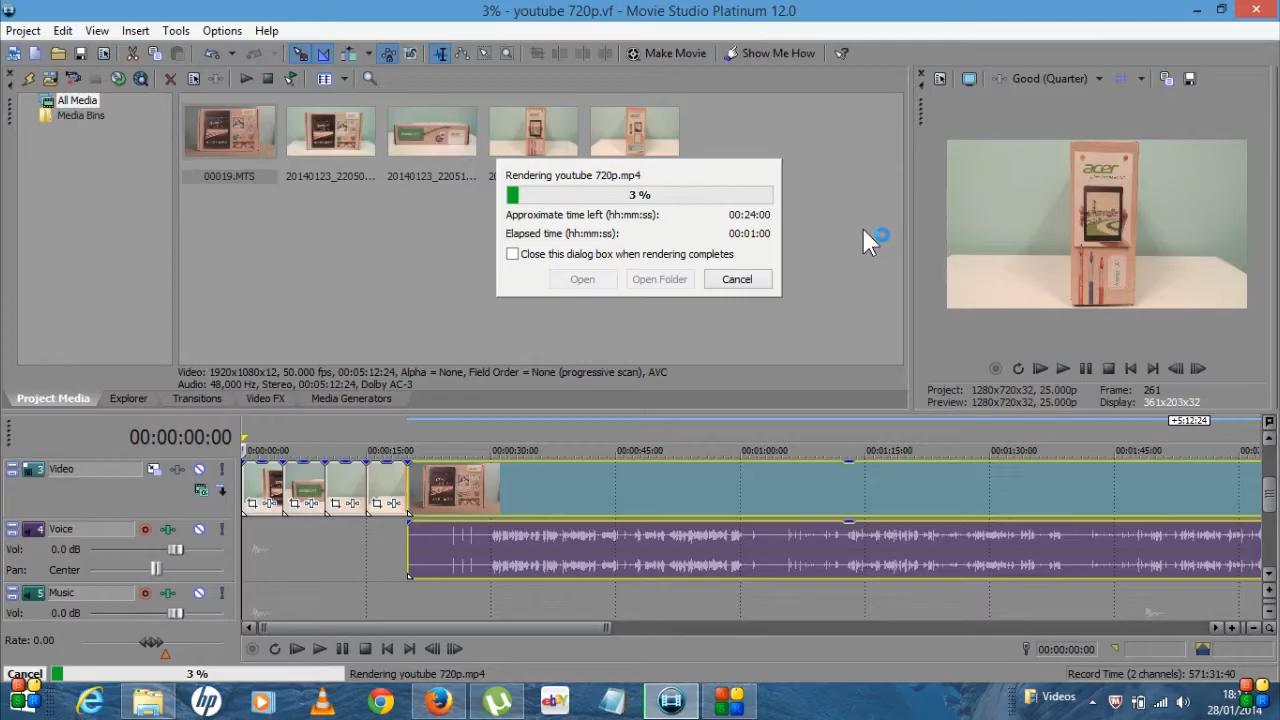 3% - youtube 720p.vf - Movie Studio Platinum 12.0
Project Edit View Insert Tools Options Help
Make Movie Show Me How
Good (Quarter)
All Media
Media Bins
00019.MTS
20140123_22050...
20140123_22051...
acer
Rendering youtube 720p.mp4
3 %
Approximate time left (hh:mm:ss): 00:24:00
Elapsed time (hh:mm:ss): 00:01:00
Close this dialog box when rendering completes
Open Open Folder Cancel
Video: 1920x1080x12, 50.000 fps, 00:05:12:24, Alpha = None, Field Order = None (progressive scan), AVC
Audio: 48,000 Hz, Stereo, 00:05:12:24, Dolby AC-3
Project Media Explorer Transitions Video FX Media Generators
Project: 1280x720x32, 25.000p Frame: 261
Preview: 1280x720x32, 25.000p Display: 361x203x32
+5:12:24
00:00:00:00
00:00:00:00 00:00:15:00 00:00:30:00 00:00:45:00 00:01:00:00 00:01:15:00 00:01:30:00 00:01:45:00
3 Video
4 Voice
Vol: 0.0 dB
Pan: Center
5 Music
Vol: 0.0 dB
Rate: 0.00
00:00:00:00
Cancel 3 % Rendering youtube 720p.mp4 Record Time (2 channels): 571:31:40
Videos
28/01/2014